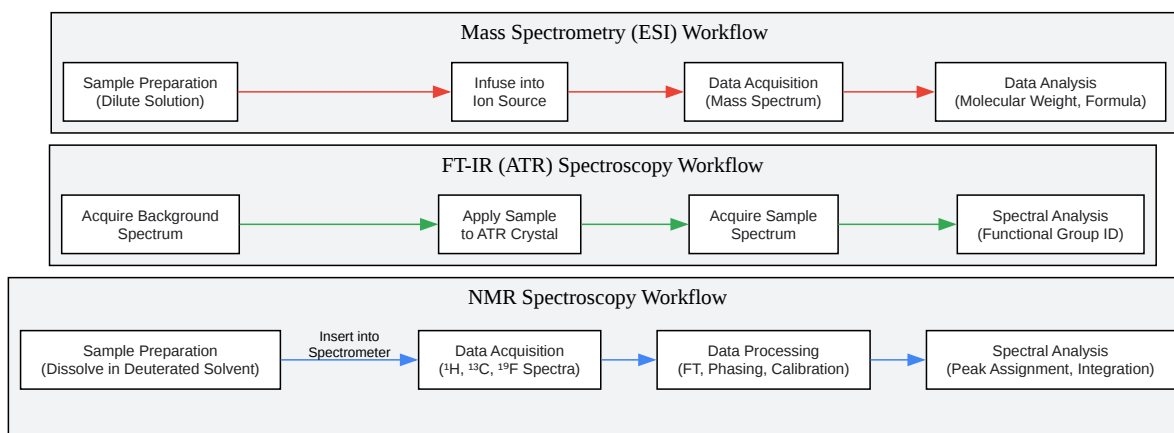 Mass Spectrometry (ESI) Workflow
Sample Preparation
(Dilute Solution)
Infuse into
Ion Source
Data Acquisition
(Mass Spectrum)
Data Analysis
(Molecular Weight, Formula)
FT-IR (ATR) Spectroscopy Workflow
Acquire Background
Spectrum
Apply Sample
to ATR Crystal
Acquire Sample
Spectrum
Spectral Analysis
(Functional Group ID)
NMR Spectroscopy Workflow
Sample Preparation
(Dissolve in Deuterated Solvent)
Insert into
Spectrometer
Data Acquisition
(¹H, ¹³C, ¹⁹F Spectra)
Data Processing
(FT, Phasing, Calibration)
Spectral Analysis
(Peak Assignment, Integration)